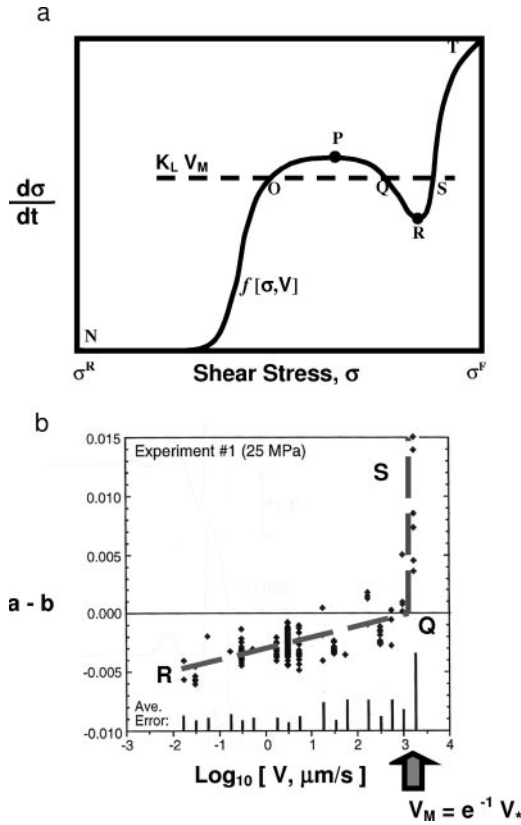 a
T
P
K_L V_M
O
Q
S
dσ
dt
R
f [σ,V]
N
σ^R
Shear Stress, σ
σ^F
b
0.015
Experiment #1 (25 MPa)
S
0.010
0.005
a - b
0.000
Q
R
-0.005
Ave.
Error:
-0.010
-3 -2 -1 0 1 2 3 4
Log₁₀ [ V, μm/s ]
V_M = e⁻¹ V_*